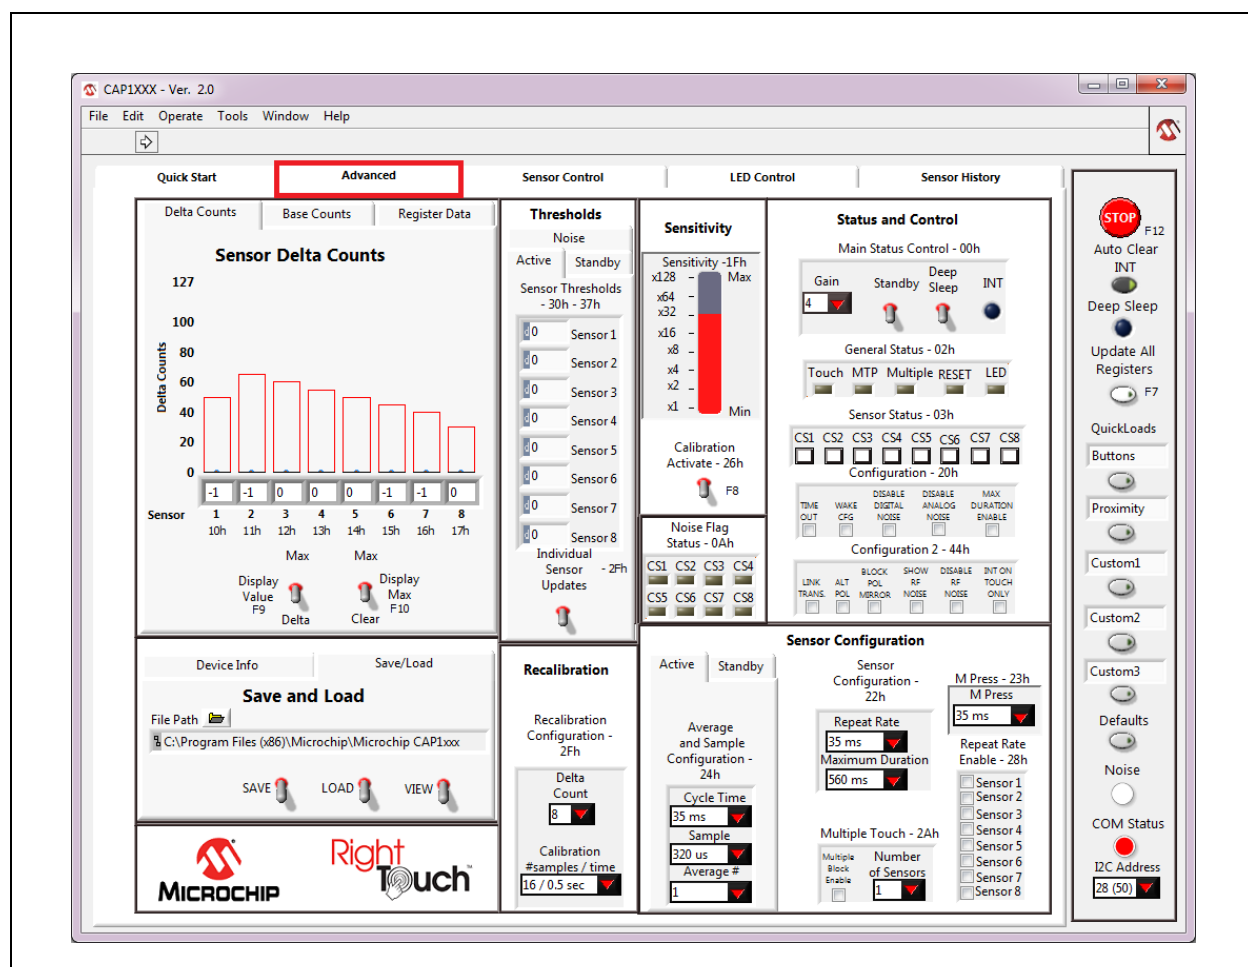 CAP1XXX - Ver. 2.0
File Edit Operate Tools Window Help
Quick Start Advanced Sensor Control LED Control Sensor History
Delta Counts Base Counts Register Data
Sensor Delta Counts
Delta Counts
127
100
80
60
40
20
0
-1 -1 0 0 0 -1 -1 0
Sensor 1 2 3 4 5 6 7 8
10h 11h 12h 13h 14h 15h 16h 17h
Max Max
Display Value F9
Delta
Display Max F10
Clear
Thresholds
Noise
Active Standby
Sensor Thresholds
- 30h - 37h
d 0 Sensor 1
d 0 Sensor 2
d 0 Sensor 3
d 0 Sensor 4
d 0 Sensor 5
d 0 Sensor 6
d 0 Sensor 7
d 0 Sensor 8
Individual
Sensor - 2Fh
Updates
Sensitivity
Sensitivity -1Fh
x128 Max
x64
x32
x16
x8
x4
x2
x1 Min
Calibration
Activate - 26h
F8
Noise Flag
Status - 0Ah
CS1 CS2 CS3 CS4
CS5 CS6 CS7 CS8
Status and Control
Main Status Control - 00h
Gain
4
Standby
Deep
Sleep
INT
General Status - 02h
Touch MTP Multiple RESET LED
Sensor Status - 03h
CS1 CS2 CS3 CS4 CS5 CS6 CS7 CS8
Configuration - 20h
TIME OUT
WAKE CFG
DISABLE DIGITAL NOISE
DISABLE ANALOG NOISE
MAX DURATION ENABLE
Configuration 2 - 44h
LINK TRANS.
ALT POL
BLOCK POL MIRROR
SHOW RF NOISE
DISABLE RF NOISE
INT ON TOUCH ONLY
Device Info Save/Load
Save and Load
File Path
C:\Program Files (x86)\Microchip\Microchip CAP1xxx
SAVE LOAD VIEW
MICROCHIP
Right
Touch
Recalibration
Recalibration
Configuration -
2Fh
Delta
Count
8
Calibration
#samples / time
16 / 0.5 sec
Sensor Configuration
Active Standby
Average
and Sample
Configuration -
24h
Cycle Time
35 ms
Sample
320 us
Average #
1
Sensor
Configuration -
22h
Repeat Rate
35 ms
Maximum Duration
560 ms
Multiple Touch - 2Ah
Multiple Block Enable
Number
of Sensors
1
M Press - 23h
M Press
35 ms
Repeat Rate
Enable - 28h
Sensor 1
Sensor 2
Sensor 3
Sensor 4
Sensor 5
Sensor 6
Sensor 7
Sensor 8
STOP F12
Auto Clear
INT
Deep Sleep
Update All
Registers
F7
QuickLoads
Buttons
Proximity
Custom1
Custom2
Custom3
Defaults
Noise
COM Status
I2C Address
28 (50)